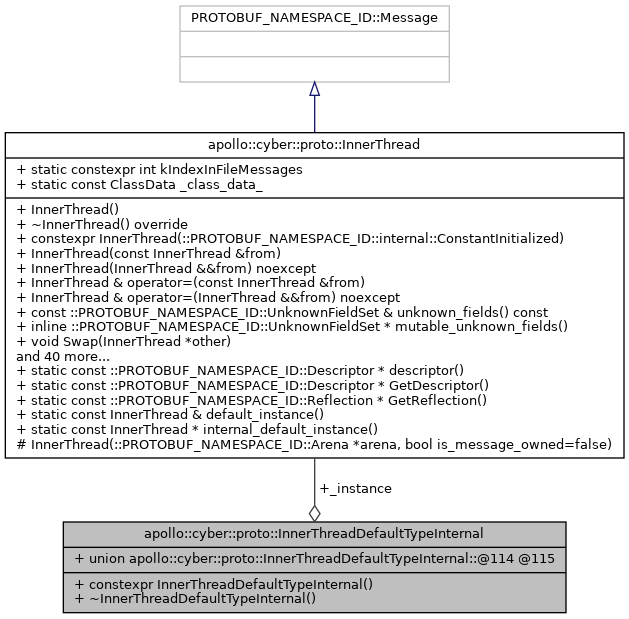 PROTOBUF_NAMESPACE_ID::Message
apollo::cyber::proto::InnerThread
+ static constexpr int kIndexInFileMessages
+ static const ClassData _class_data_
+ InnerThread()
+ ~InnerThread() override
+ constexpr InnerThread(::PROTOBUF_NAMESPACE_ID::internal::ConstantInitialized)
+ InnerThread(const InnerThread &from)
+ InnerThread(InnerThread &&from) noexcept
+ InnerThread & operator=(const InnerThread &from)
+ InnerThread & operator=(InnerThread &&from) noexcept
+ const ::PROTOBUF_NAMESPACE_ID::UnknownFieldSet & unknown_fields() const
+ inline ::PROTOBUF_NAMESPACE_ID::UnknownFieldSet * mutable_unknown_fields()
+ void Swap(InnerThread *other)
and 40 more...
+ static const ::PROTOBUF_NAMESPACE_ID::Descriptor * descriptor()
+ static const ::PROTOBUF_NAMESPACE_ID::Descriptor * GetDescriptor()
+ static const ::PROTOBUF_NAMESPACE_ID::Reflection * GetReflection()
+ static const InnerThread & default_instance()
+ static const InnerThread * internal_default_instance()
# InnerThread(::PROTOBUF_NAMESPACE_ID::Arena *arena, bool is_message_owned=false)
+_instance
apollo::cyber::proto::InnerThreadDefaultTypeInternal
+ union apollo::cyber::proto::InnerThreadDefaultTypeInternal::@114 @115
+ constexpr InnerThreadDefaultTypeInternal()
+ ~InnerThreadDefaultTypeInternal()